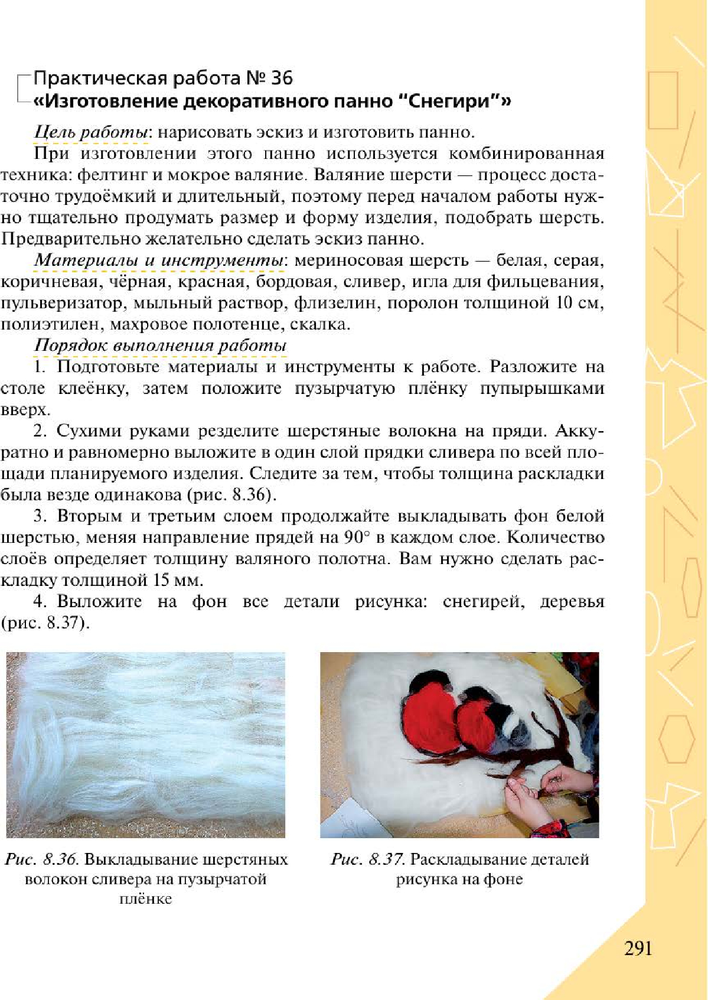 Практическая работа № 36
«Изготовление декоративного панно “Снегири”»
Цель работы: нарисовать эскиз и изготовить панно.
При изготовлении этого панно используется комбинированная
техника: фелтинг и мокрое валяние. Валяние шерсти — процесс доста-
точно трудоёмкий и длительный, поэтому перед началом работы нуж-
но тщательно продумать размер и форму изделия, подобрать шерсть.
Предварительно желательно сделать эскиз панно.
Материалы и инструменты: мериносовая шерсть — белая, серая,
коричневая, чёрная, красная, бордовая, сливер, игла для фильцевания,
пульверизатор, мыльный раствор, флизелин, поролон толщиной 10 см,
полиэтилен, махровое полотенце, скалка.
Порядок выполнения работы
1. Подготовьте материалы и инструменты к работе. Разложите на
столе клеёнку, затем положите пузырчатую плёнку пупырышками
вверх.
2. Сухими руками резделите шерстяные волокна на пряди. Акку-
ратно и равномерно выложите в один слой прядки сливера по всей пло-
щади планируемого изделия. Следите за тем, чтобы толщина раскладки
была везде одинакова (рис. 8.36).
3. Вторым и третьим слоем продолжайте выкладывать фон белой
шерстью, меняя направление прядей на 90° в каждом слое. Количество
слоёв определяет толщину валяного полотна. Вам нужно сделать рас-
кладку толщиной 15 мм.
4. Выложите на фон все детали рисунка: снегирей, деревья
(рис. 8.37).
Рис. 8.36. Выкладывание шерстяных
волокон сливера на пузырчатой
плёнке
Рис. 8.37. Раскладывание деталей
рисунка на фоне
291